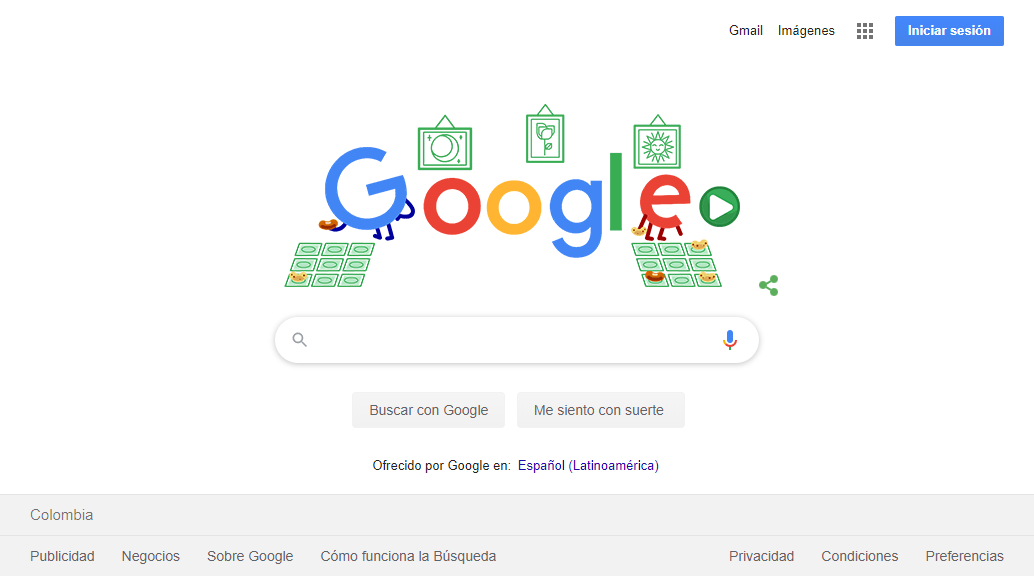 Gmail Imágenes Iniciar sesión
Google
Buscar con Google Me siento con suerte
Ofrecido por Google en: Español (Latinoamérica)
Colombia
Publicidad Negocios Sobre Google Cómo funciona la Búsqueda Privacidad Condiciones Preferencias